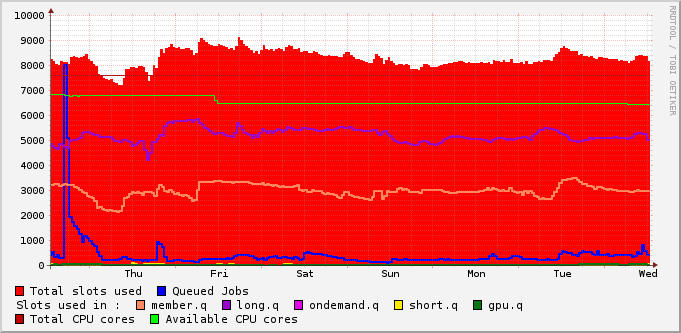 RRDTOOL / TOBI OETIKER
10000
9000
8000
7000
6000
5000
4000
3000
2000
1000
0
Thu Fri Sat Sun Mon Tue Wed
Total slots used Queued Jobs
Slots used in : member.q long.q ondemand.q short.q gpu.q
Total CPU cores Available CPU cores